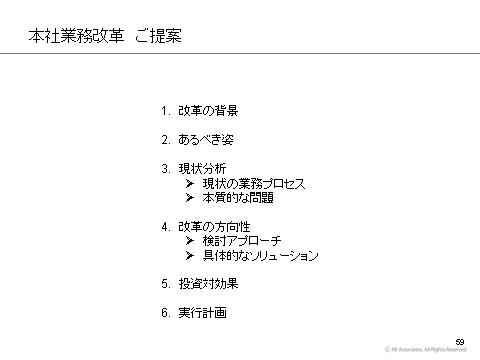 本社業務改革 ご提案
1. 改革の背景
2. あるべき姿
3. 現状分析
➢ 現状の業務プロセス
➢ 本質的な問題
4. 改革の方向性
➢ 検討アプローチ
➢ 具体的なソリューション
5. 投資対効果
6. 実行計画
59
Associates, All Rights Reserved